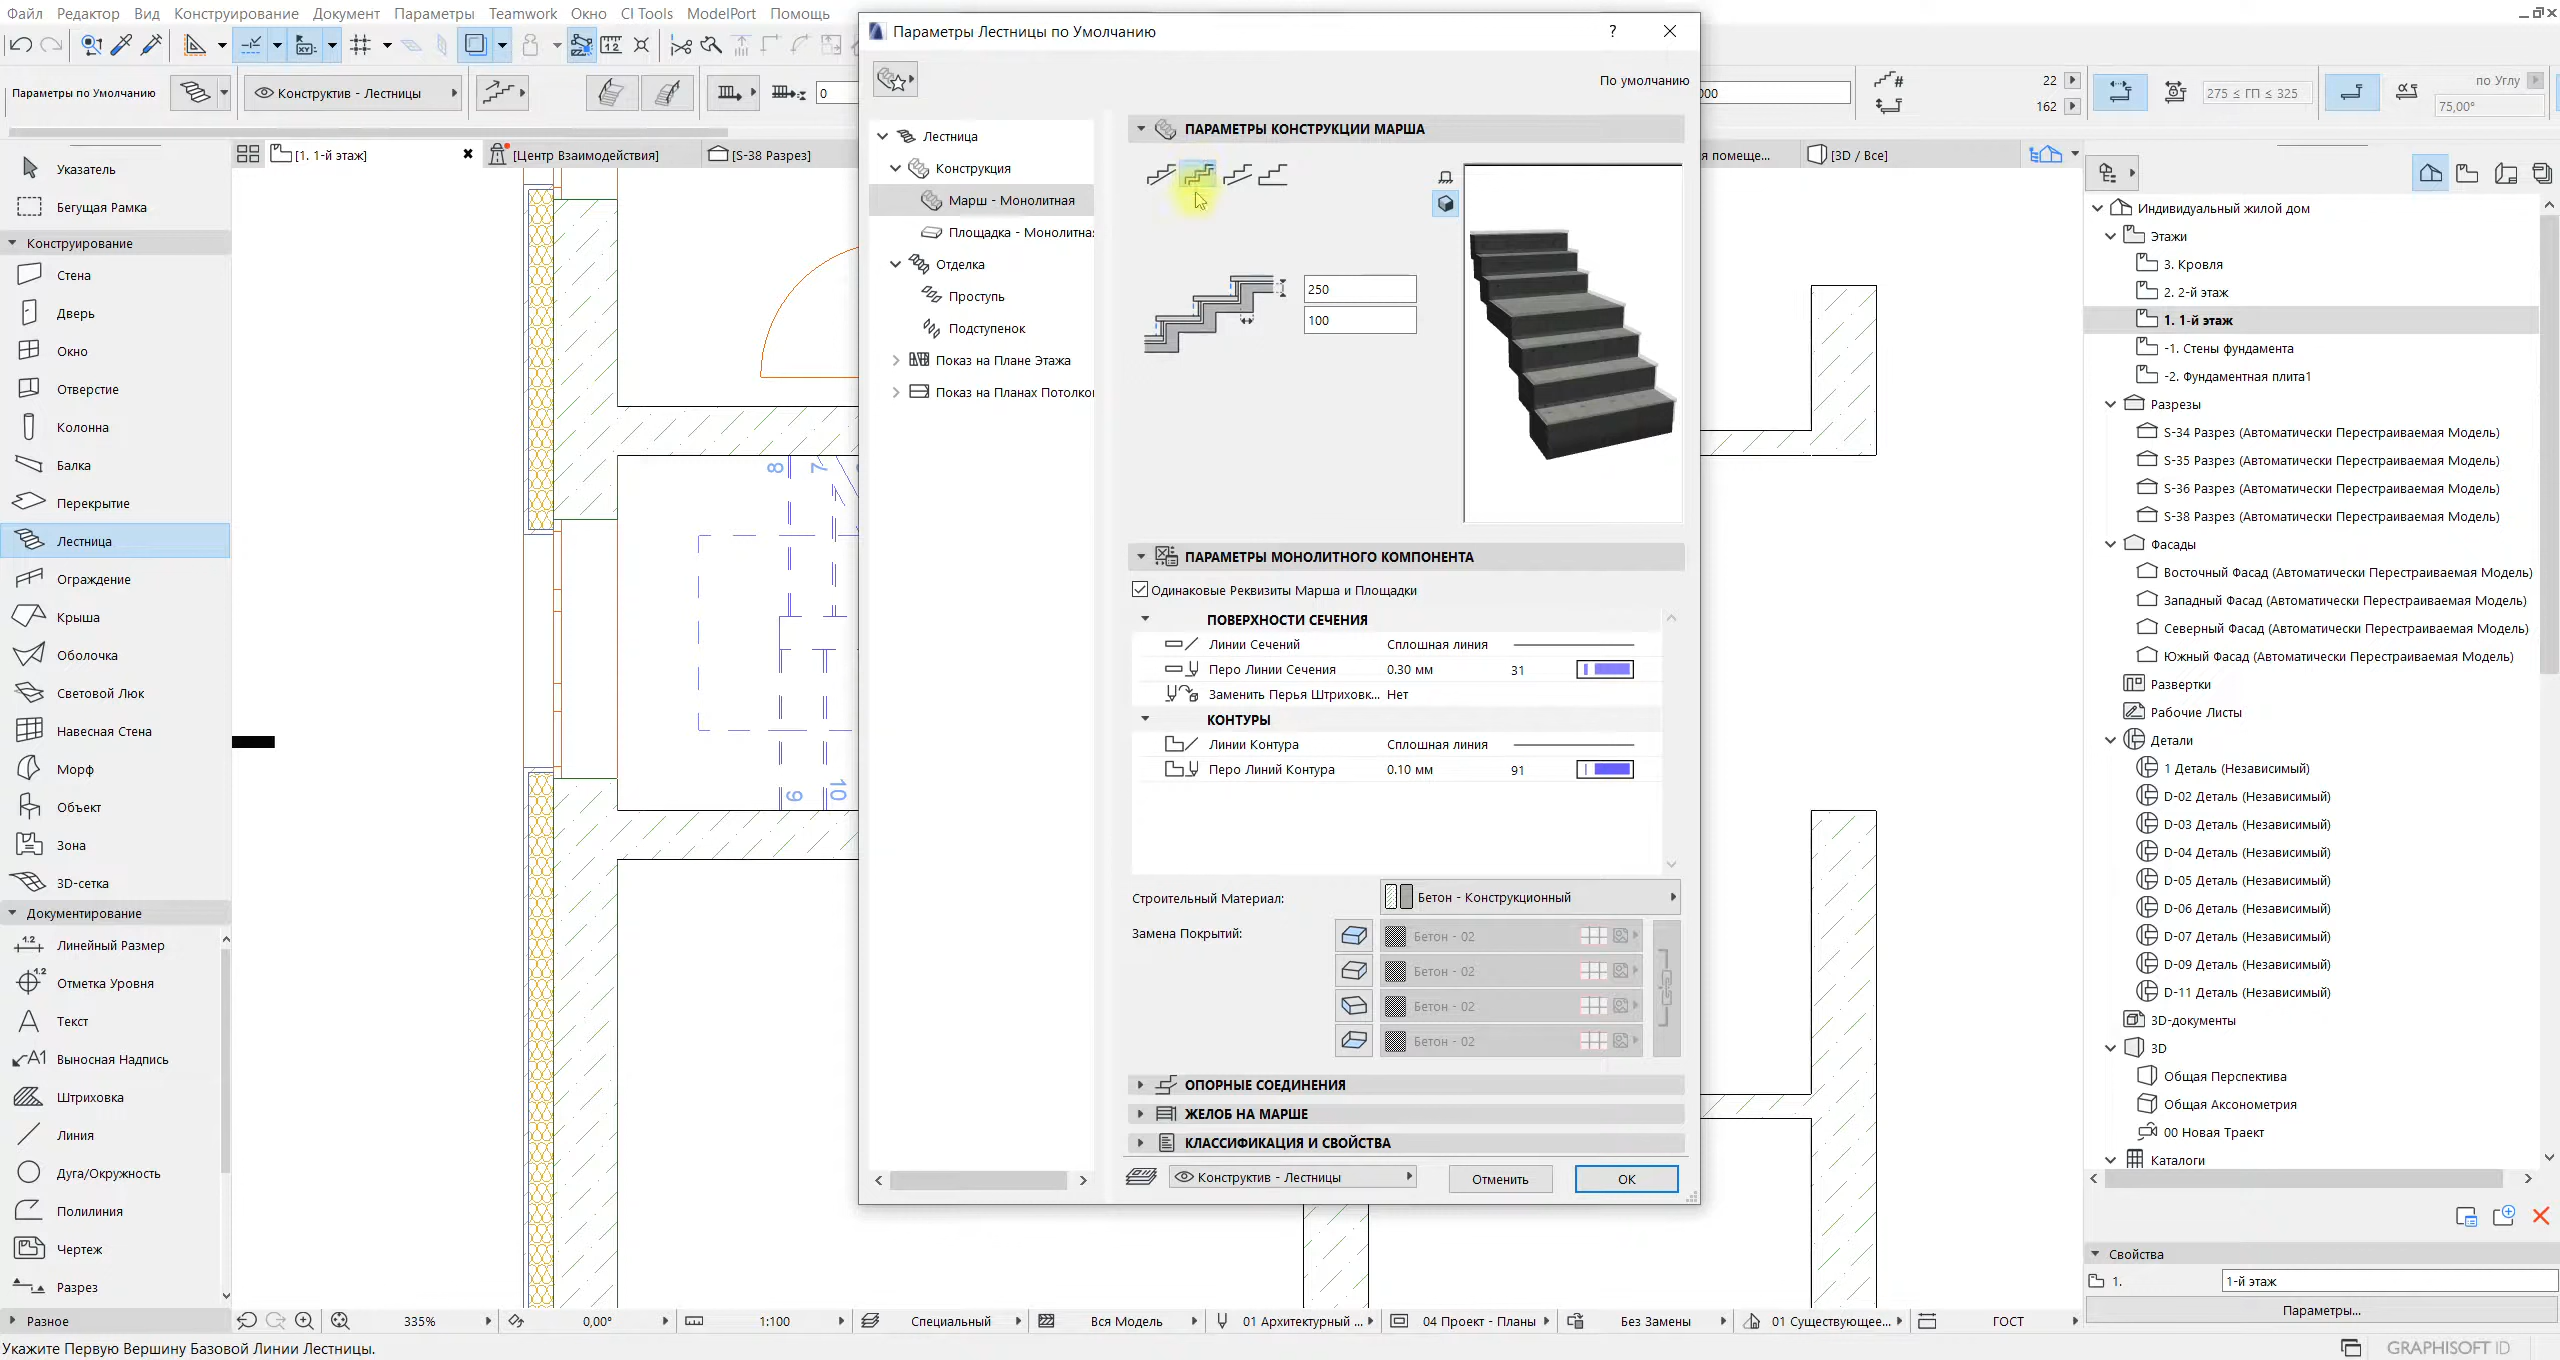 Файл Редактор Вид Конструирование Документ Параметры Teamwork Окно CI Tools ModelPort Помощь
Параметры по Умолчанию
Конструктив - Лестницы
0
000
22
162
275 ≤ ГП ≤ 325
по Углу
75,00°
[1. 1-й этаж]
[Центр Взаимодействия]
[S-38 Разрез]
я помеще...
[3D / Все]
Указатель
Бегущая Рамка
Конструирование
Стена
Дверь
Окно
Отверстие
Колонна
Балка
Перекрытие
Лестница
Ограждение
Крыша
Оболочка
Световой Люк
Навесная Стена
Морф
Объект
Зона
3D-сетка
Документирование
Линейный Размер
Отметка Уровня
Текст
Выносная Надпись
Штриховка
Линия
Дуга/Окружность
Полилиния
Чертеж
Разрез
Разное
8
7
9
10
Параметры Лестницы по Умолчанию
?
По умолчанию
Лестница
Конструкция
Марш - Монолитная
Площадка - Монолитна
Отделка
Проступь
Подступенок
Показ на Плане Этажа
Показ на Планах Потолко
ПАРАМЕТРЫ КОНСТРУКЦИИ МАРША
250
100
ПАРАМЕТРЫ МОНОЛИТНОГО КОМПОНЕНТА
Одинаковые Реквизиты Марша и Площадки
ПОВЕРХНОСТИ СЕЧЕНИЯ
Линии Сечений Сплошная линия
Перо Линии Сечения 0.30 мм 31
Заменить Перья Штриховк... Нет
КОНТУРЫ
Линии Контура Сплошная линия
Перо Линий Контура 0.10 мм 91
Строительный Материал: Бетон - Конструкционный
Замена Покрытий: Бетон - 02
Бетон - 02
Бетон - 02
Бетон - 02
ОПОРНЫЕ СОЕДИНЕНИЯ
ЖЕЛОБ НА МАРШЕ
КЛАССИФИКАЦИЯ И СВОЙСТВА
Конструктив - Лестницы
Отменить
ОК
Индивидуальный жилой дом
Этажи
3. Кровля
2. 2-й этаж
1. 1-й этаж
-1. Стены фундамента
-2. Фундаментная плита1
Разрезы
S-34 Разрез (Автоматически Перестраиваемая Модель)
S-35 Разрез (Автоматически Перестраиваемая Модель)
S-36 Разрез (Автоматически Перестраиваемая Модель)
S-38 Разрез (Автоматически Перестраиваемая Модель)
Фасады
Восточный Фасад (Автоматически Перестраиваемая Модель)
Западный Фасад (Автоматически Перестраиваемая Модель)
Северный Фасад (Автоматически Перестраиваемая Модель)
Южный Фасад (Автоматически Перестраиваемая Модель)
Развертки
Рабочие Листы
Детали
1 Деталь (Независимый)
D-02 Деталь (Независимый)
D-03 Деталь (Независимый)
D-04 Деталь (Независимый)
D-05 Деталь (Независимый)
D-06 Деталь (Независимый)
D-07 Деталь (Независимый)
D-09 Деталь (Независимый)
D-11 Деталь (Независимый)
3D-документы
3D
Общая Перспектива
Общая Аксонометрия
00 Новая Траект
Каталоги
Свойства
1. 1-й этаж
Параметры...
335% 0,00° 1:100 Специальный Вся Модель 01 Архитектурный ... 04 Проект - Планы Без Замены 01 Существующее... ГОСТ
Укажите Первую Вершину Базовой Линии Лестницы.
GRAPHISOFT ID